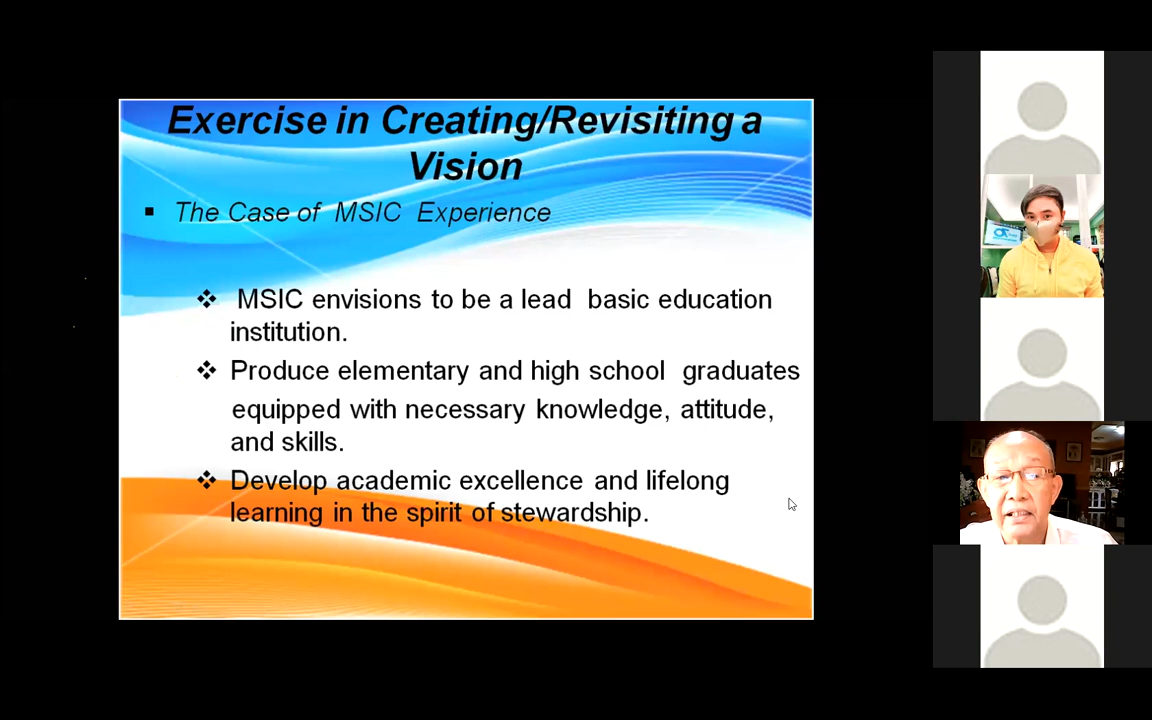 Exercise in Creating/Revisiting a
Vision
▪ The Case of MSIC Experience
❖ MSIC envisions to be a lead basic education
institution.
❖ Produce elementary and high school graduates
equipped with necessary knowledge, attitude,
and skills.
❖ Develop academic excellence and lifelong
learning in the spirit of stewardship.